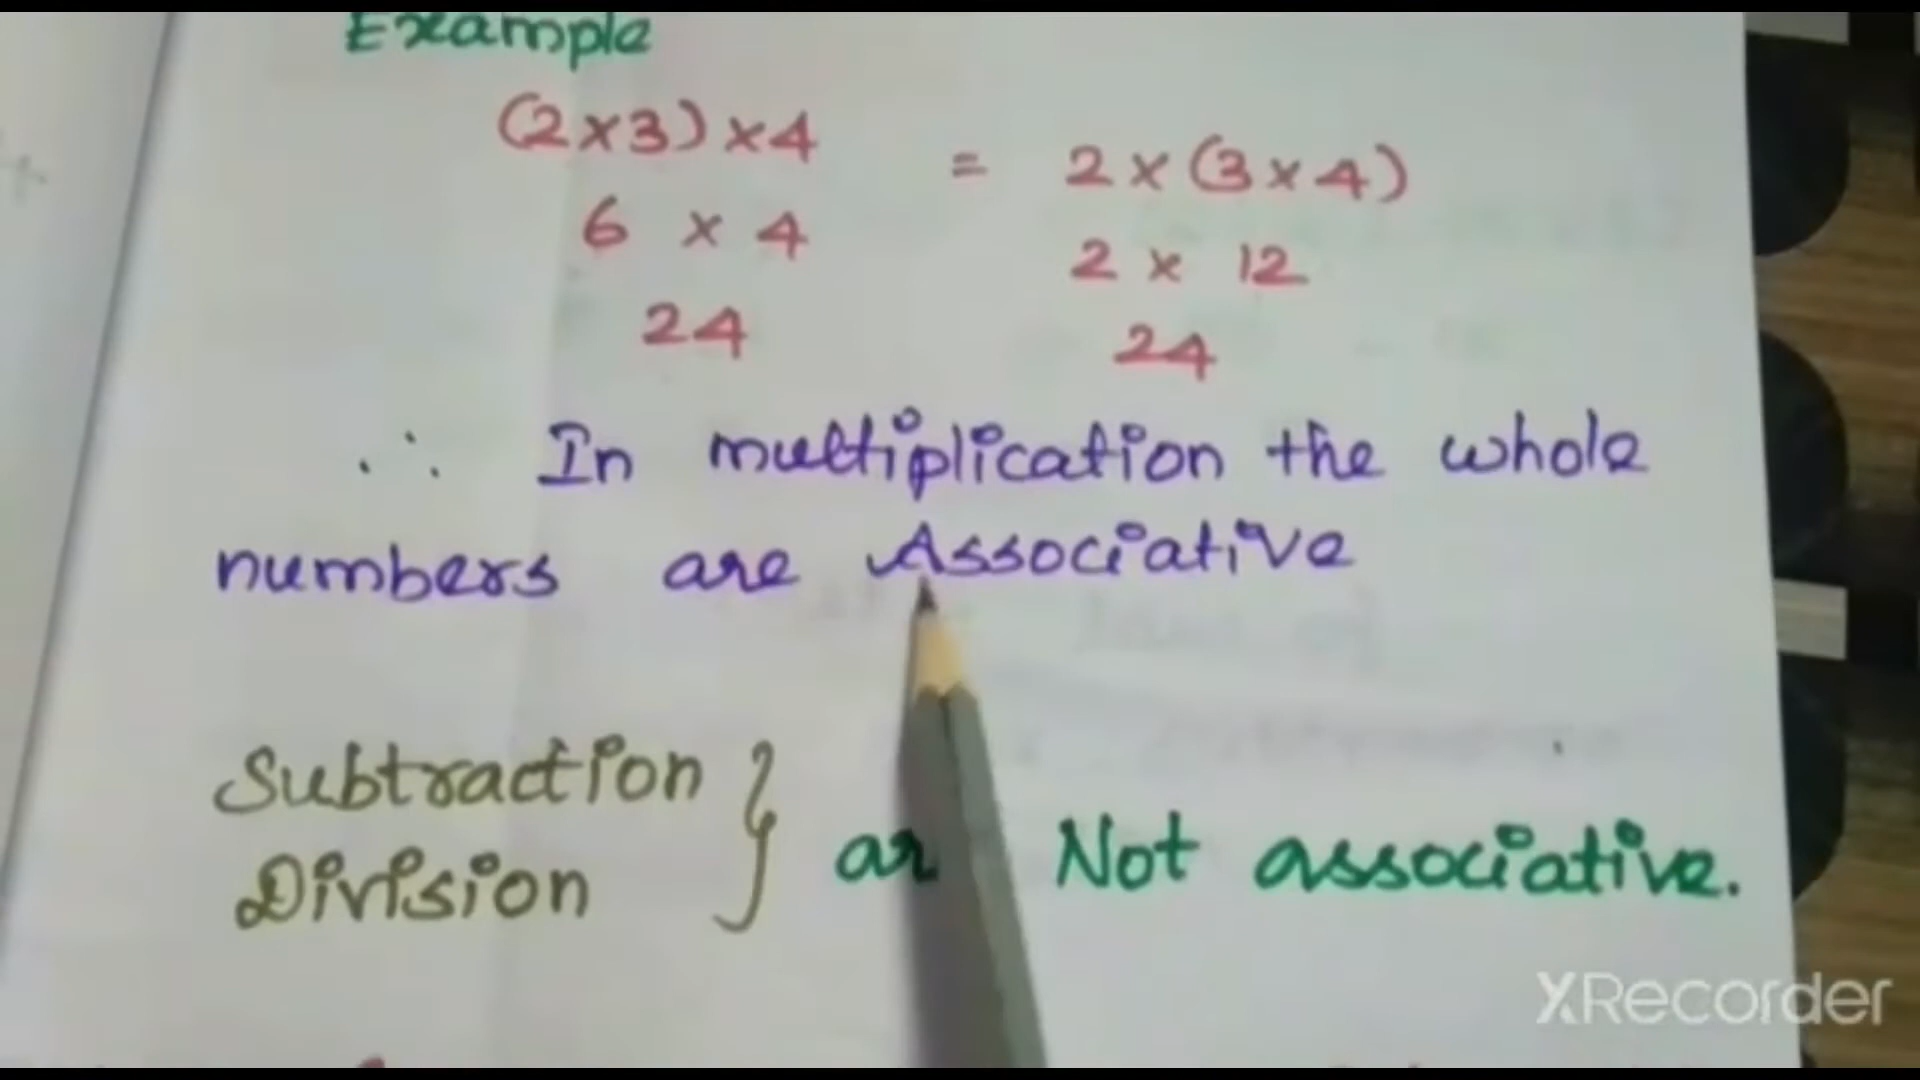 Example
(2×3)×4 = 2×(3×4)
6 × 4 2 × 12
24 24
∴ In multiplication the whole
numbers are Associative
Subtraction
Division } Not associative.
XRecorder